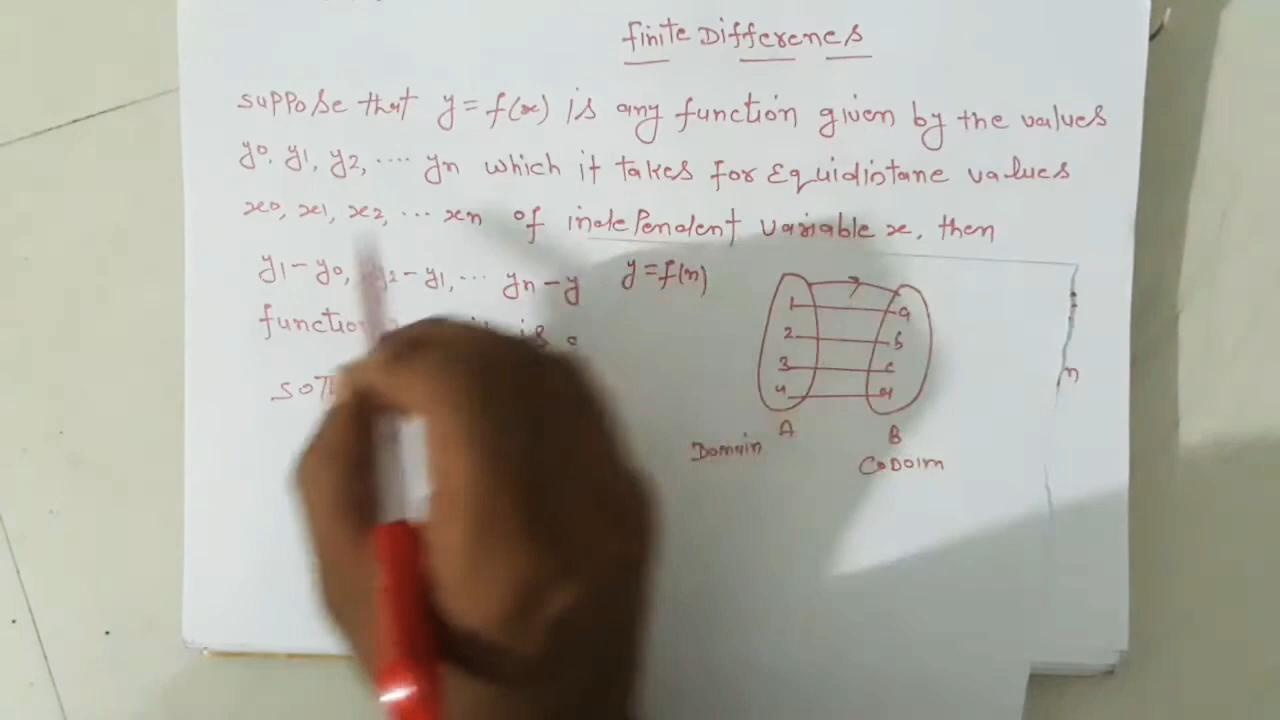 finite Differenes
suppose that y = f(x) is any function given by the values
y0, y1, y2, .... yn which it takes for Equidistane values
x0, x1, x2, ... xn of independent variable x, then
y1 - y0, y2 - y1, ... yn - y
function
y = f(n)
1 a
2 b
3 c
4 d
A
B
Domain
CoDoim
n